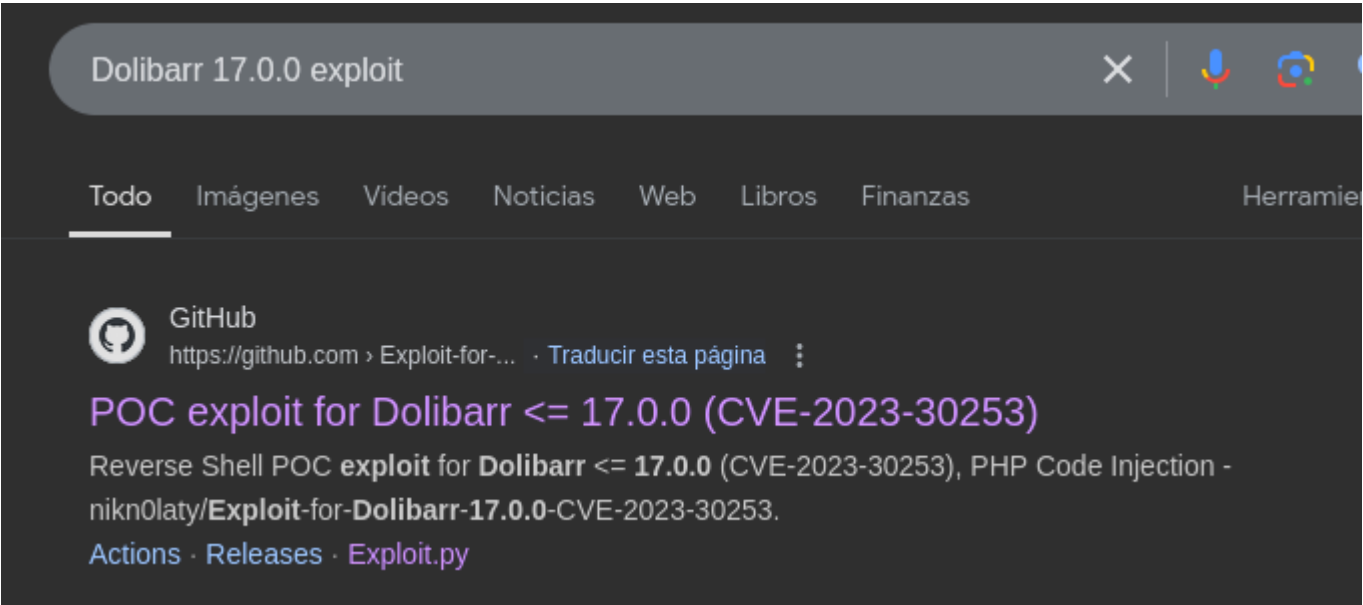 Dolibarr 17.0.0 exploit
Todo Imágenes Vídeos Noticias Web Libros Finanzas Herramien
GitHub
https://github.com › Exploit-for-... · Traducir esta página
POC exploit for Dolibarr <= 17.0.0 (CVE-2023-30253)
Reverse Shell POC exploit for Dolibarr <= 17.0.0 (CVE-2023-30253), PHP Code Injection -
nikn0laty/Exploit-for-Dolibarr-17.0.0-CVE-2023-30253.
Actions · Releases · Exploit.py